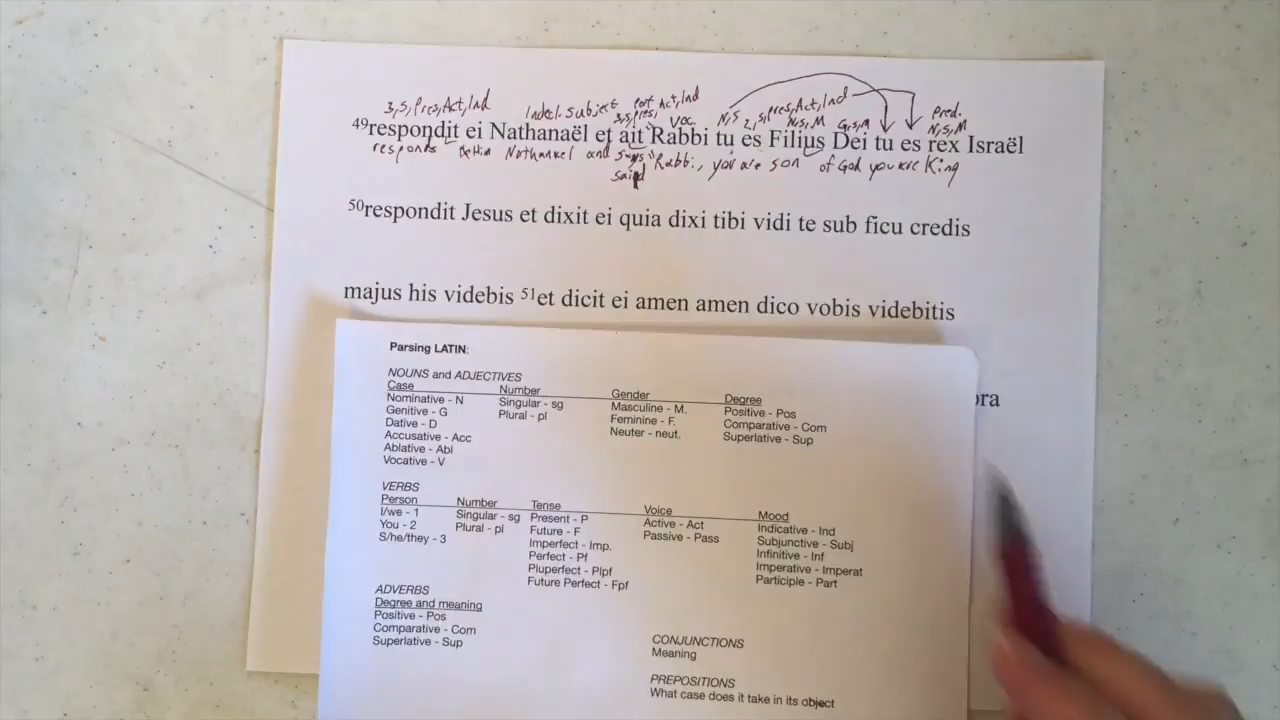 3,S,Pres,Act,Ind Indecl. Subject Perf Act,Ind
3,S,Pres, Voc. N,S 2,S,Pres,Act,Ind N,S,M G,S,M Pred. N,S,M
49respondit ei Nathanaël et ait Rabbi tu es Filius Dei tu es rex Israël
responds to him Nathanael and says "Rabbi, you are son of God you are King
said
50respondit Jesus et dixit ei quia dixi tibi vidi te sub ficu credis
majus his videbis 51et dicit ei amen amen dico vobis videbitis
ora
Parsing LATIN:
NOUNS and ADJECTIVES
Case Number Gender Degree
Nominative - N Singular - sg Masculine - M. Positive - Pos
Genitive - G Plural - pl Feminine - F. Comparative - Com
Dative - D Neuter - neut. Superlative - Sup
Accusative - Acc
Ablative - Abl
Vocative - V
VERBS
Person Number Tense Voice Mood
I/we - 1 Singular - sg Present - P Active - Act Indicative - Ind
You - 2 Plural - pl Future - F Passive - Pass Subjunctive - Subj
S/he/they - 3 Imperfect - Imp. Infinitive - Inf
Perfect - Pf Imperative - Imperat
Pluperfect - Plpf Participle - Part
Future Perfect - Fpf
ADVERBS
Degree and meaning
Positive - Pos
Comparative - Com
Superlative - Sup
CONJUNCTIONS
Meaning
PREPOSITIONS
What case does it take in its object